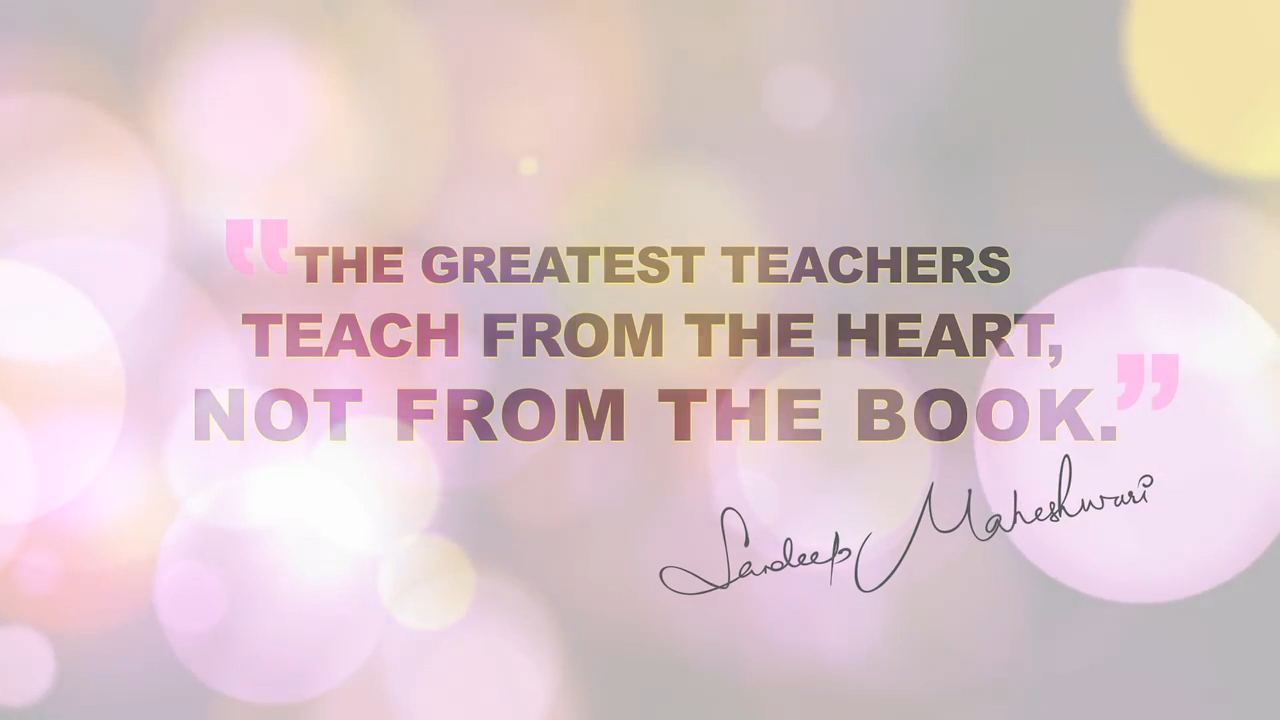 “THE GREATEST TEACHERS
TEACH FROM THE HEART,
NOT FROM THE BOOK.”
Sandeep Maheshwari